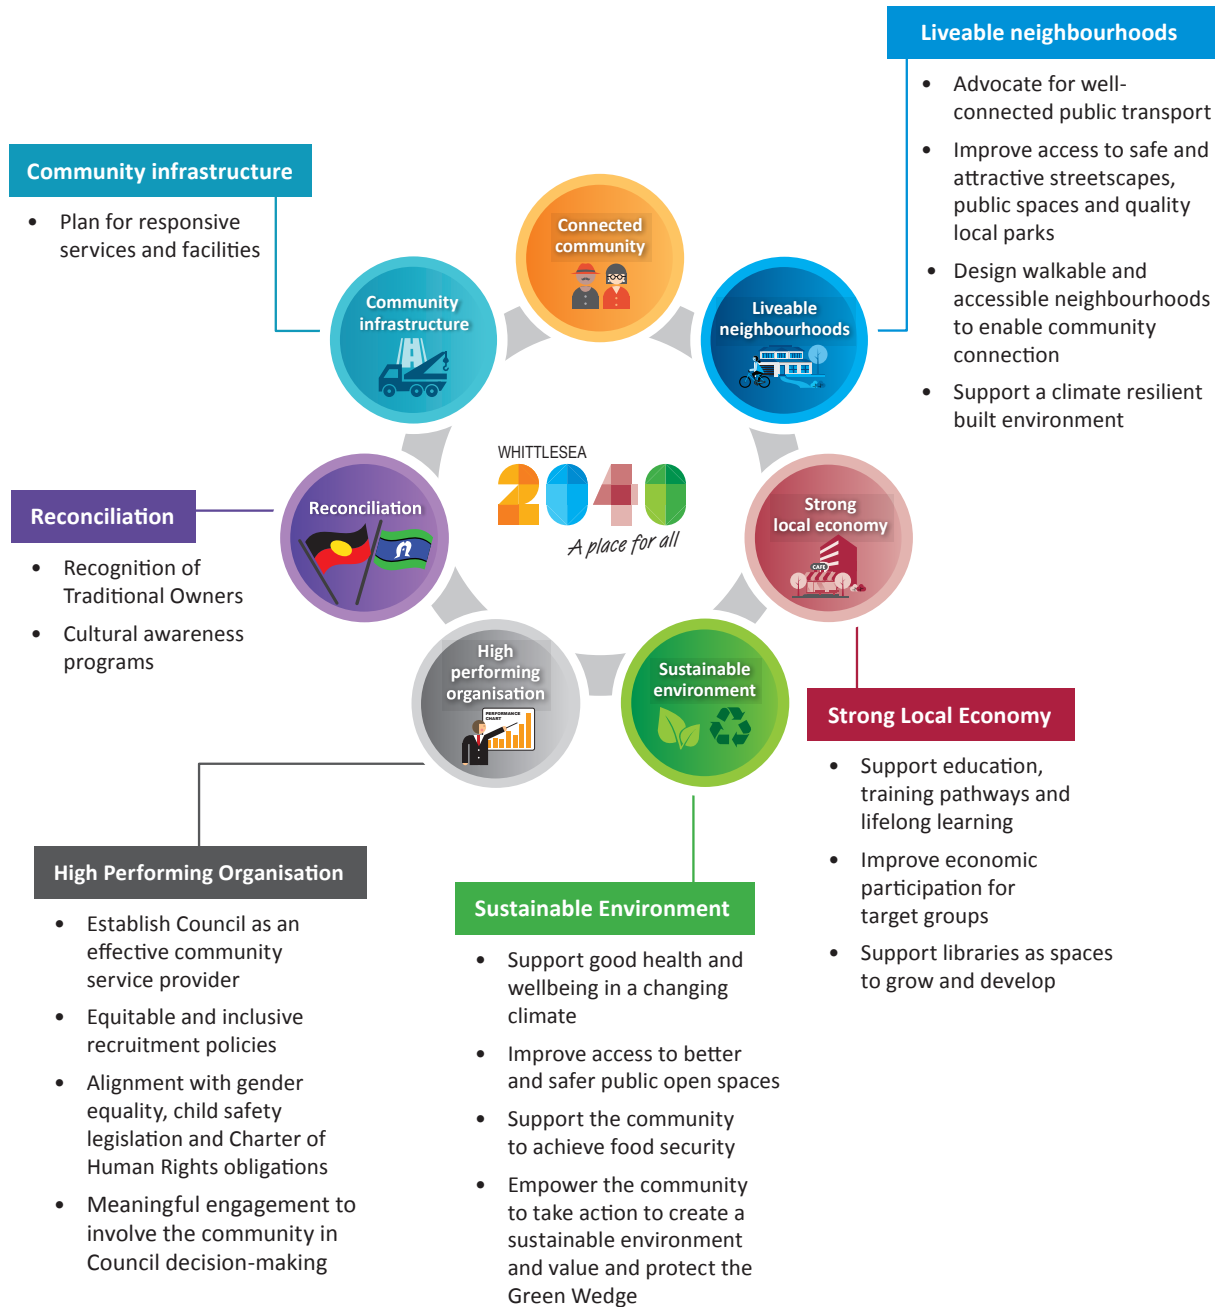 Liveable neighbourhoods
• Advocate for well-
connected public transport
• Improve access to safe and
attractive streetscapes,
public spaces and quality
local parks
• Design walkable and
accessible neighbourhoods
to enable community
connection
• Support a climate resilient
built environment
Community infrastructure
• Plan for responsive
services and facilities
Connected
community
Community
infrastructure
Liveable
neighbourhoods
WHITTLESEA
2040
A place for all
Reconciliation
Strong
local economy
CAFE
High
performing
organisation
PERFORMANCE
CHART
Sustainable
environment
Reconciliation
• Recognition of
Traditional Owners
• Cultural awareness
programs
Strong Local Economy
• Support education,
training pathways and
lifelong learning
• Improve economic
participation for
target groups
• Support libraries as spaces
to grow and develop
High Performing Organisation
• Establish Council as an
effective community
service provider
• Equitable and inclusive
recruitment policies
• Alignment with gender
equality, child safety
legislation and Charter of
Human Rights obligations
• Meaningful engagement to
involve the community in
Council decision-making
Sustainable Environment
• Support good health and
wellbeing in a changing
climate
• Improve access to better
and safer public open spaces
• Support the community
to achieve food security
• Empower the community
to take action to create a
sustainable environment
and value and protect the
Green Wedge